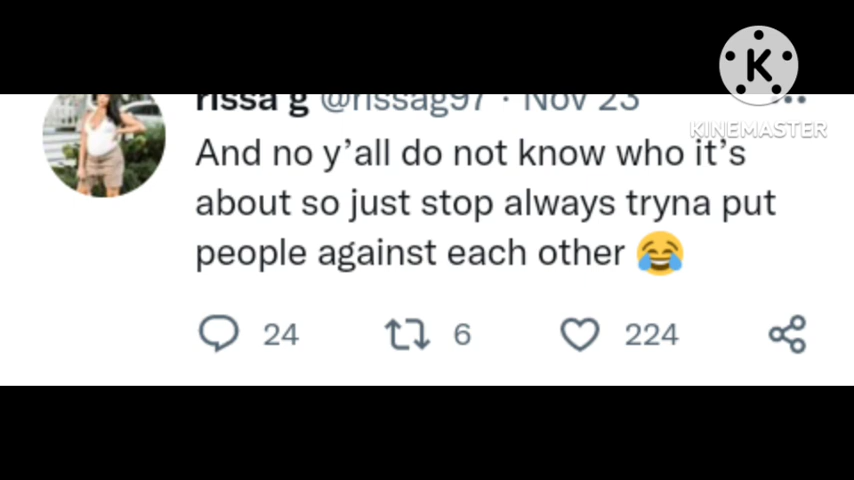 rissa g @rissag97 · Nov 23
And no y'all do not know who it's
about so just stop always tryna put
people against each other 😂
24 6 224
K
KINEMASTER